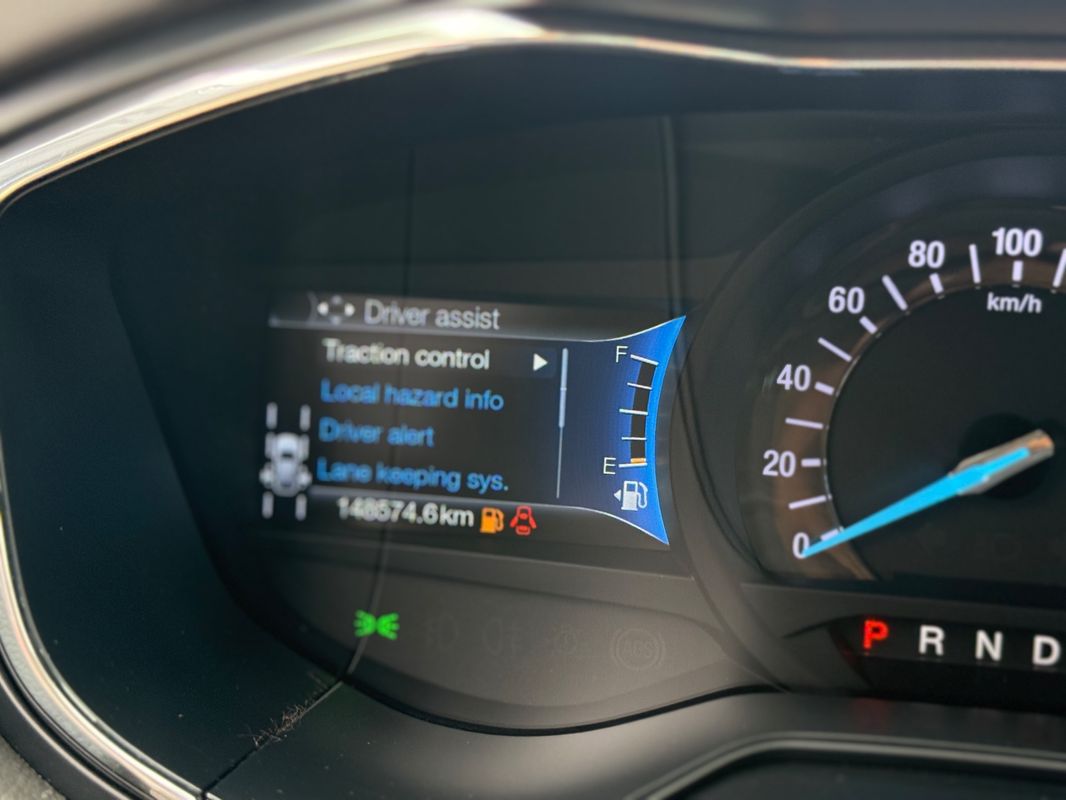 Driver assist
Traction control
Local hazard info
Driver alert
Lane keeping sys.
148574.6km
F
E
0
20
40
60
80
100
km/h
P R N D